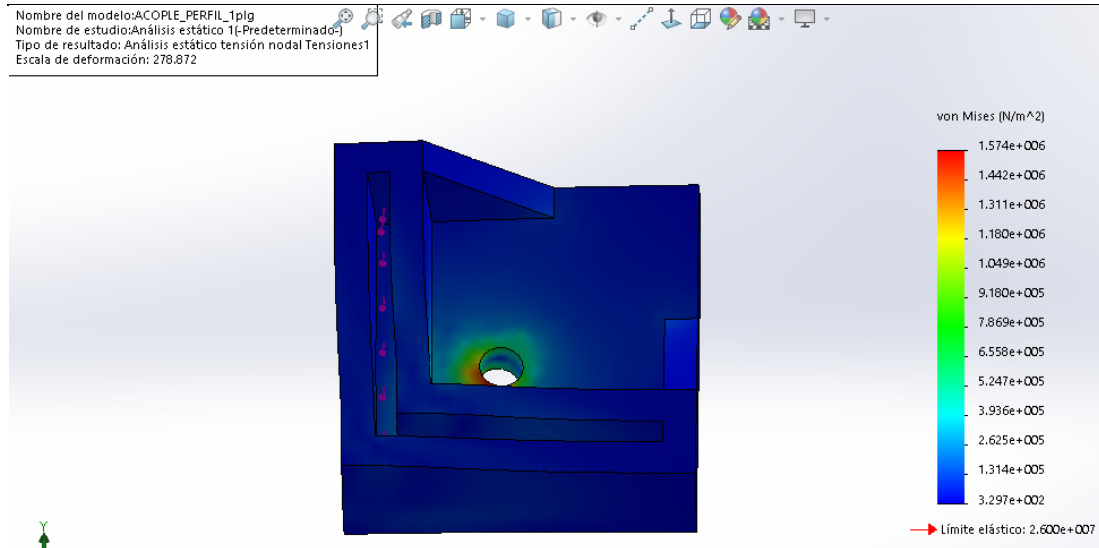 Nombre del modelo:ACOPLE_PERFIL_1plg
Nombre de estudio:Análisis estático 1(-Predeterminado-)
Tipo de resultado: Análisis estático tensión nodal Tensiones1
Escala de deformación: 278.872
von Mises (N/m^2)
1.574e+006
1.442e+006
1.311e+006
1.180e+006
1.049e+006
9.180e+005
7.869e+005
6.558e+005
5.247e+005
3.936e+005
2.625e+005
1.314e+005
3.297e+002
Límite elástico: 2.600e+007
Y